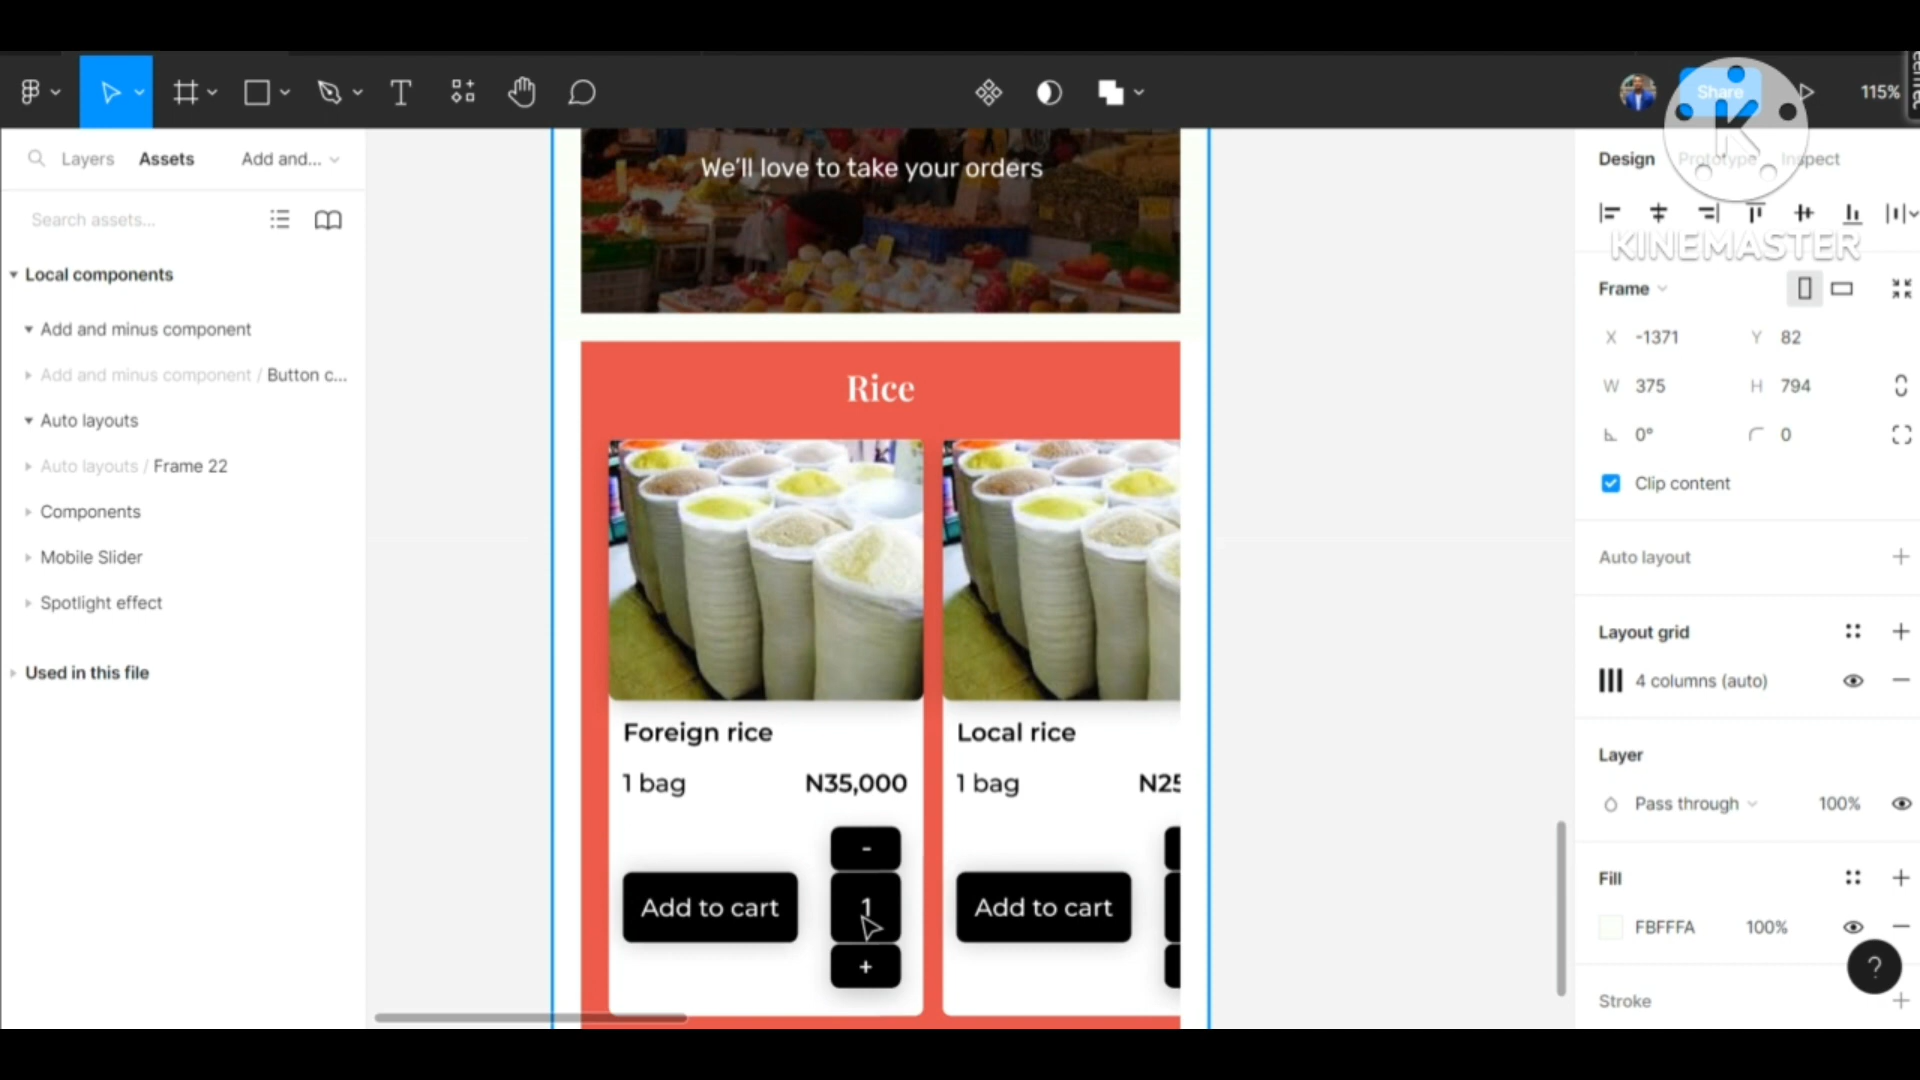 Share
115%
Layers
Assets
Add and...
Design
Prototype
Inspect
KINEMASTER
Search assets...
Local components
Add and minus component
Add and minus component / Button c...
Auto layouts
Auto layouts / Frame 22
Components
Mobile Slider
Spotlight effect
Used in this file
We'll love to take your orders
Rice
Foreign rice
1 bag
N35,000
-
Add to cart
1
+
Local rice
1 bag
N25
Add to cart
Frame
X -1371
Y 82
W 375
H 794
0°
0
Clip content
Auto layout
Layout grid
4 columns (auto)
Layer
Pass through
100%
Fill
FBFFFA
100%
?
Stroke